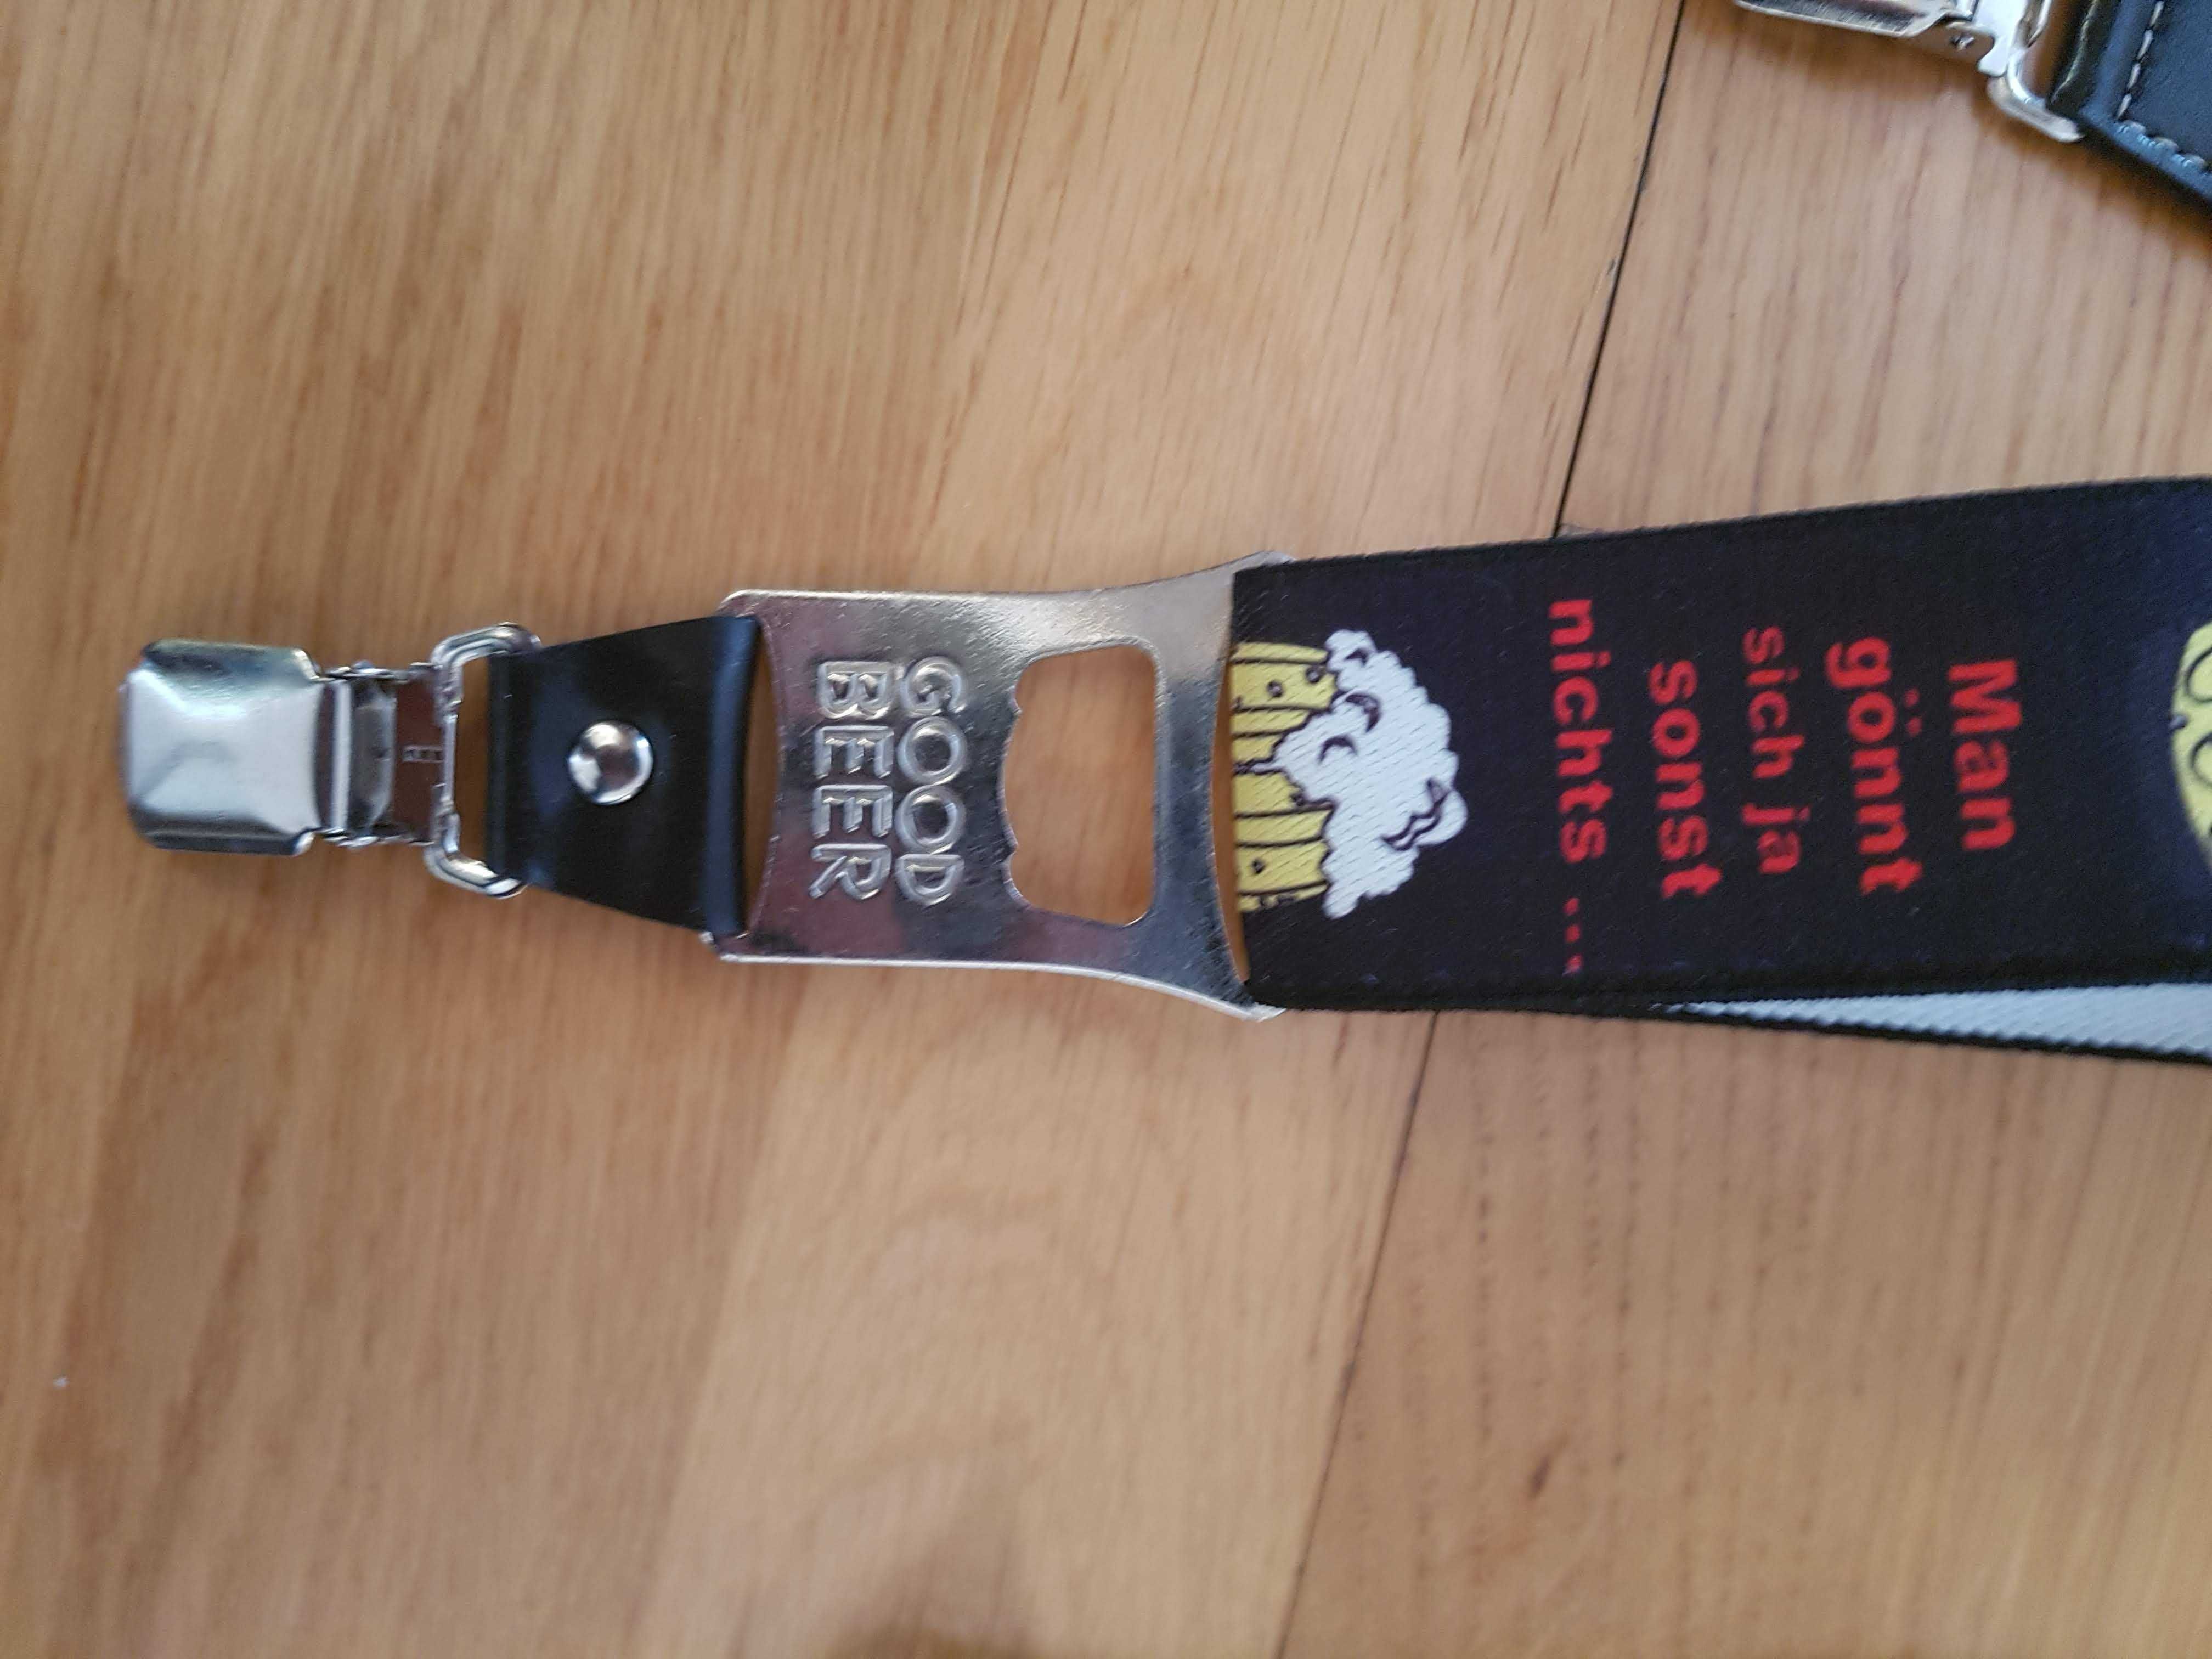 Man
gönnt
sich ja
sonst
nichts ...
GOOD
BEER